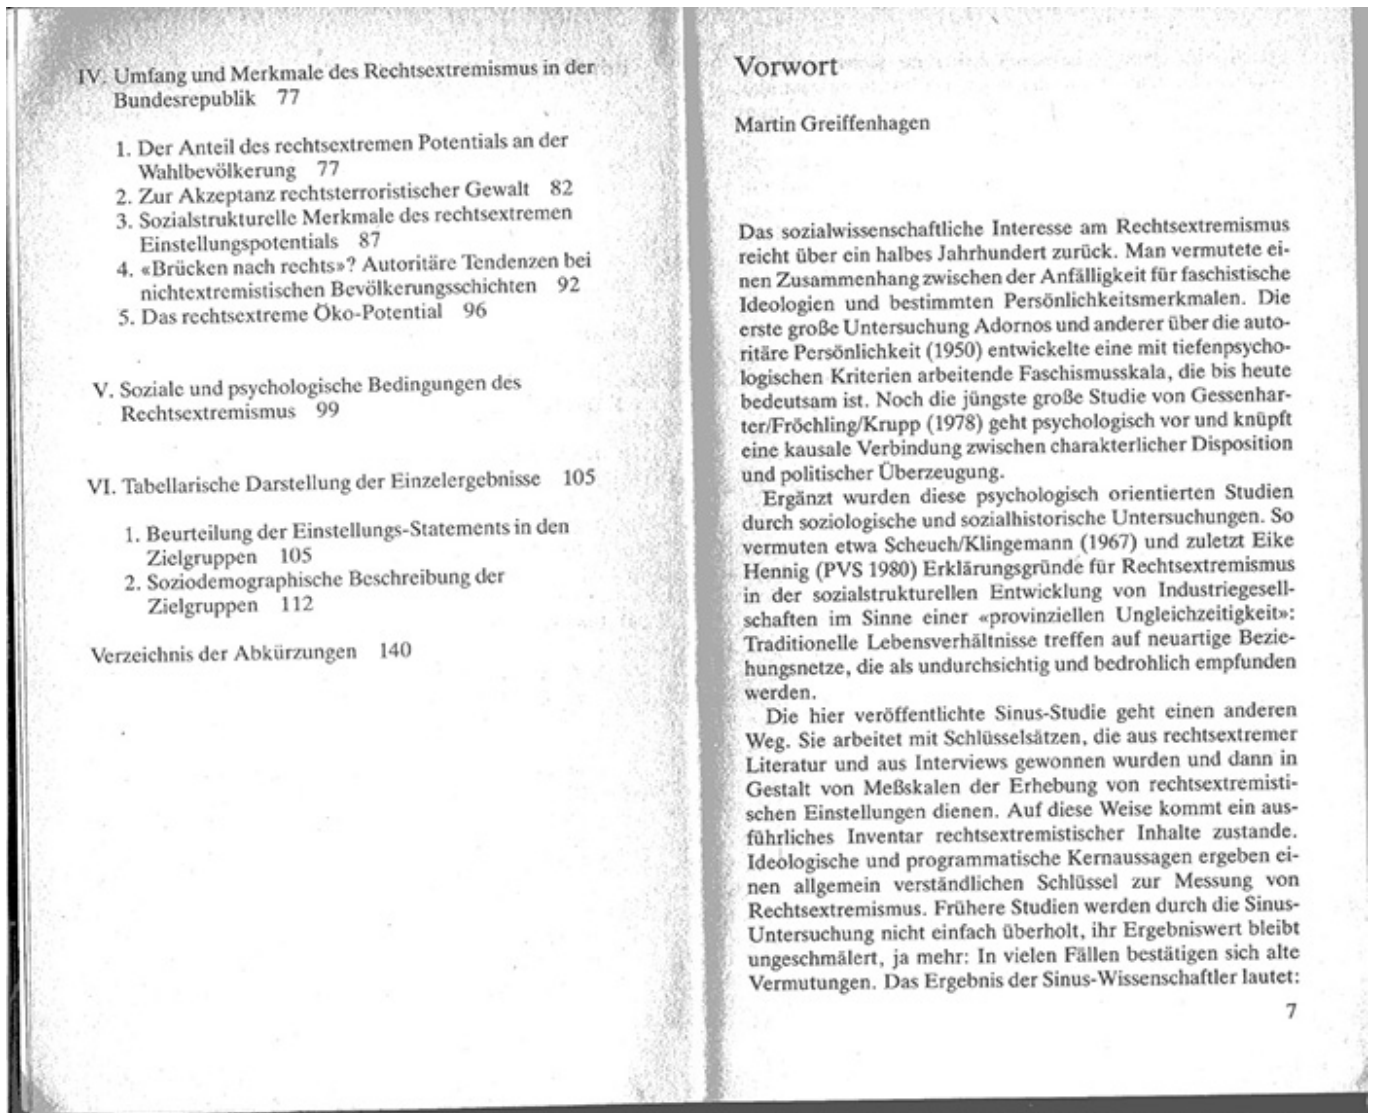 IV. Umfang und Merkmale des Rechtsextremismus in der
Bundesrepublik 77
1. Der Anteil des rechtsextremen Potentials an der
Wahlbevölkerung 77
2. Zur Akzeptanz rechtsterroristischer Gewalt 82
3. Sozialstrukturelle Merkmale des rechtsextremen
Einstellungspotentials 87
4. «Brücken nach rechts»? Autoritäre Tendenzen bei
nichtextremistischen Bevölkerungsschichten 92
5. Das rechtsextreme Öko-Potential 96
V. Soziale und psychologische Bedingungen des
Rechtsextremismus 99
VI. Tabellarische Darstellung der Einzelergebnisse 105
1. Beurteilung der Einstellungs-Statements in den
Zielgruppen 105
2. Soziodemographische Beschreibung der
Zielgruppen 112
Verzeichnis der Abkürzungen 140
Vorwort
Martin Greiffenhagen
Das sozialwissenschaftliche Interesse am Rechtsextremismus
reicht über ein halbes Jahrhundert zurück. Man vermutete ei-
nen Zusammenhang zwischen der Anfälligkeit für faschistische
Ideologien und bestimmten Persönlichkeitsmerkmalen. Die
erste große Untersuchung Adornos und anderer über die auto-
ritäre Persönlichkeit (1950) entwickelte eine mit tiefenpsycho-
logischen Kriterien arbeitende Faschismusskala, die bis heute
bedeutsam ist. Noch die jüngste große Studie von Gessenhar-
ter/Fröchling/Krupp (1978) geht psychologisch vor und knüpft
eine kausale Verbindung zwischen charakterlicher Disposition
und politischer Überzeugung.
Ergänzt wurden diese psychologisch orientierten Studien
durch soziologische und sozialhistorische Untersuchungen. So
vermuten etwa Scheuch/Klingemann (1967) und zuletzt Eike
Hennig (PVS 1980) Erklärungsgründe für Rechtsextremismus
in der sozialstrukturellen Entwicklung von Industriegesell-
schaften im Sinne einer «provinziellen Ungleichzeitigkeit»:
Traditionelle Lebensverhältnisse treffen auf neuartige Bezie-
hungsnetze, die als undurchsichtig und bedrohlich empfunden
werden.
Die hier veröffentlichte Sinus-Studie geht einen anderen
Weg. Sie arbeitet mit Schlüsselsätzen, die aus rechtsextremer
Literatur und aus Interviews gewonnen wurden und dann in
Gestalt von Meßskalen der Erhebung von rechtsextremisti-
schen Einstellungen dienen. Auf diese Weise kommt ein aus-
führliches Inventar rechtsextremistischer Inhalte zustande.
Ideologische und programmatische Kernaussagen ergeben ei-
nen allgemein verständlichen Schlüssel zur Messung von
Rechtsextremismus. Frühere Studien werden durch die Sinus-
Untersuchung nicht einfach überholt, ihr Ergebniswert bleibt
ungeschmälert, ja mehr: In vielen Fällen bestätigen sich alte
Vermutungen. Das Ergebnis der Sinus-Wissenschaftler lautet:
7